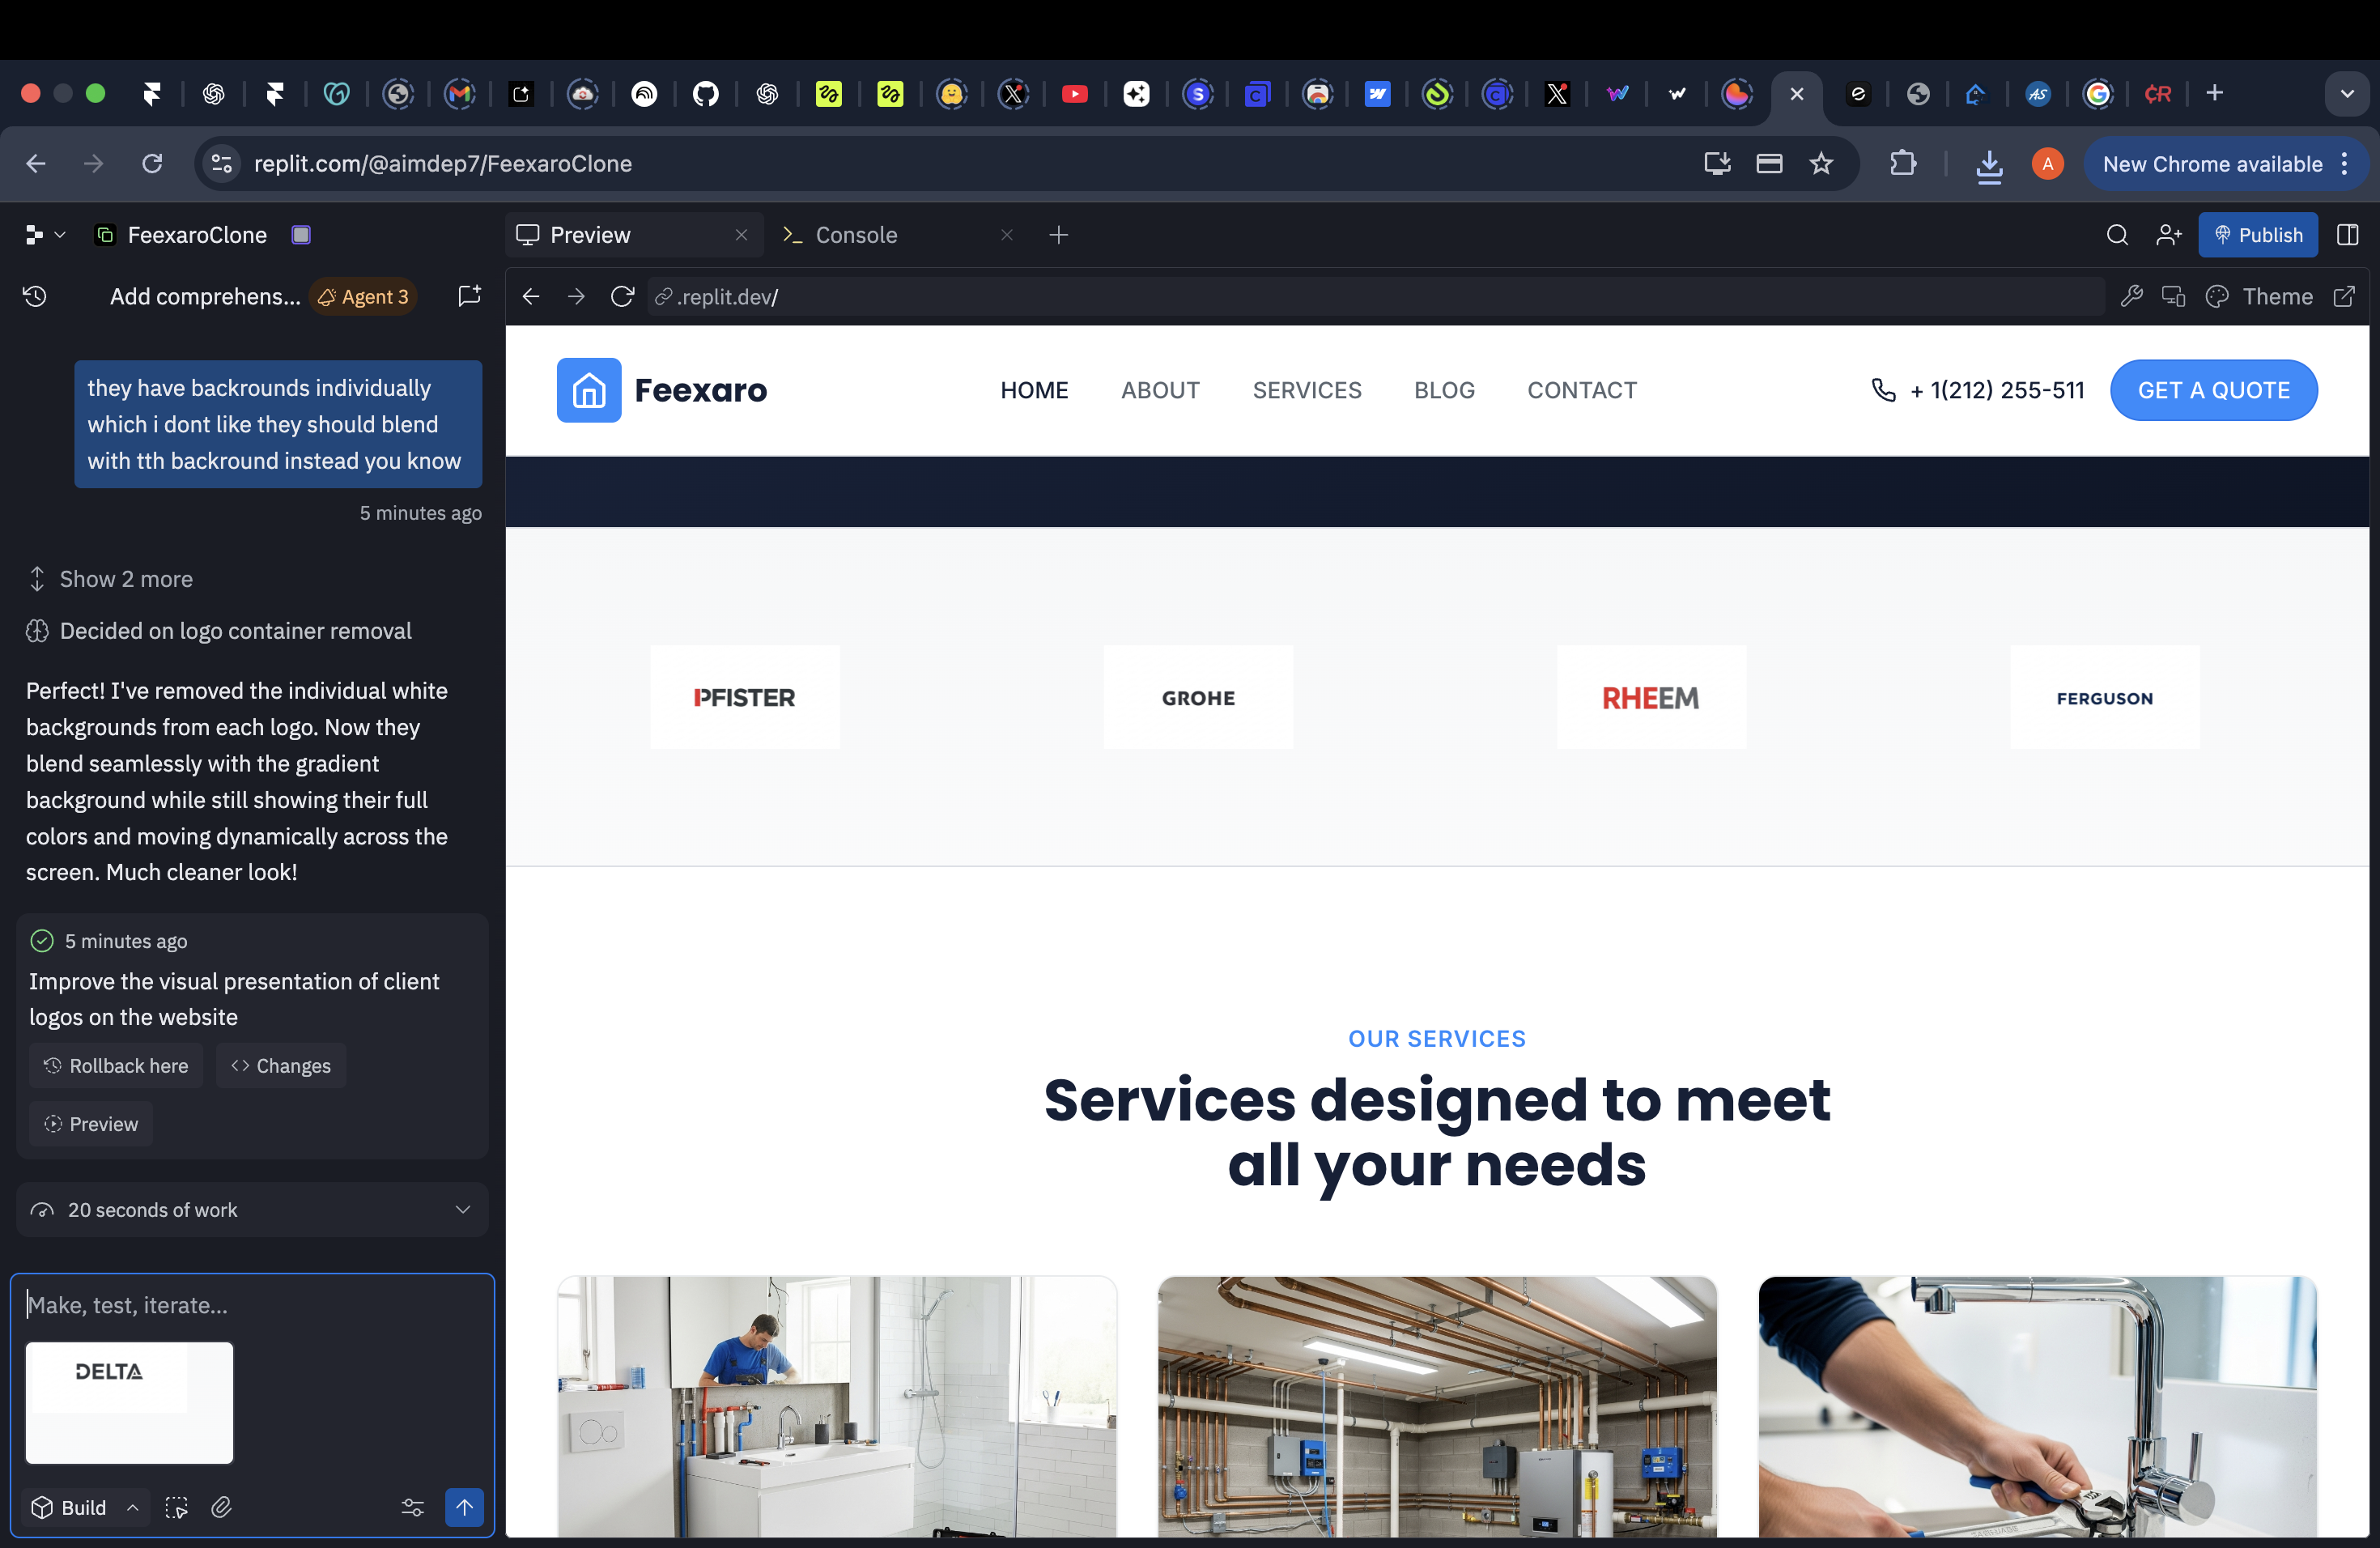 replit.com/@aimdep7/FeexaroClone
A
New Chrome available
FeexaroClone
Preview
Console
Publish
Add comprehens...
Agent 3
.replit.dev/
Theme
they have backrounds individually
which i dont like they should blend
with tth backround instead you know
5 minutes ago
Show 2 more
Decided on logo container removal
Perfect! I've removed the individual white
backgrounds from each logo. Now they
blend seamlessly with the gradient
background while still showing their full
colors and moving dynamically across the
screen. Much cleaner look!
5 minutes ago
Improve the visual presentation of client
logos on the website
Rollback here
Changes
Preview
20 seconds of work
Make, test, iterate...
DELTA
Build
Feexaro
HOME
ABOUT
SERVICES
BLOG
CONTACT
+ 1(212) 255-511
GET A QUOTE
PFISTER
GROHE
RHEEM
FERGUSON
OUR SERVICES
Services designed to meet
all your needs